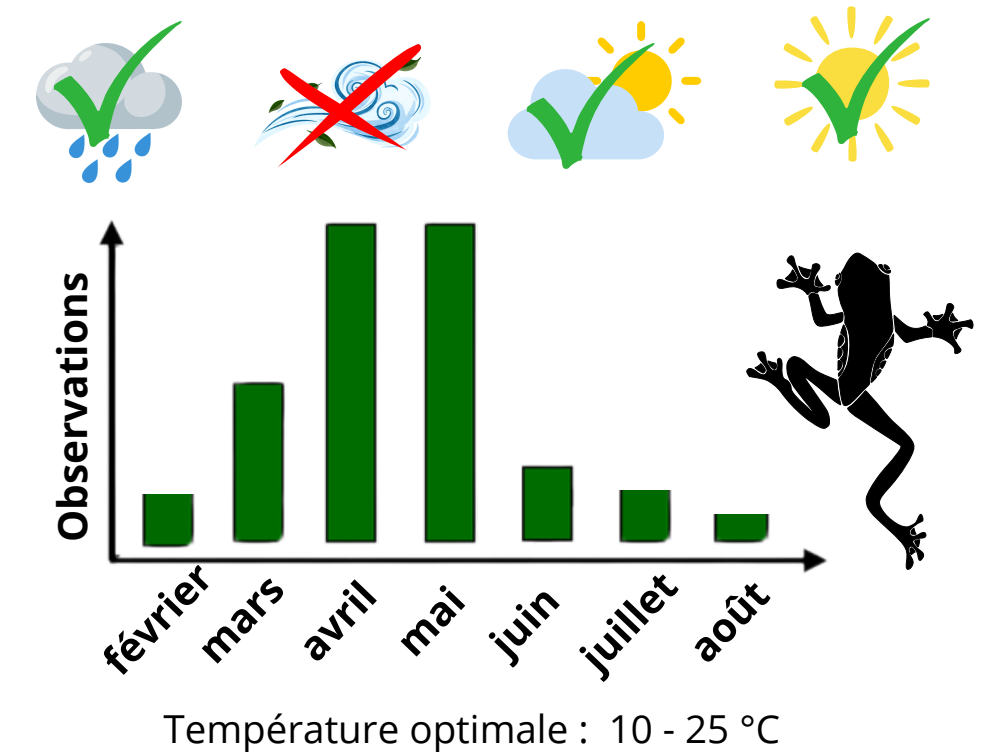 Observations
février
mars
avril
mai
juin
juillet
août
Température optimale : 10 - 25 °C